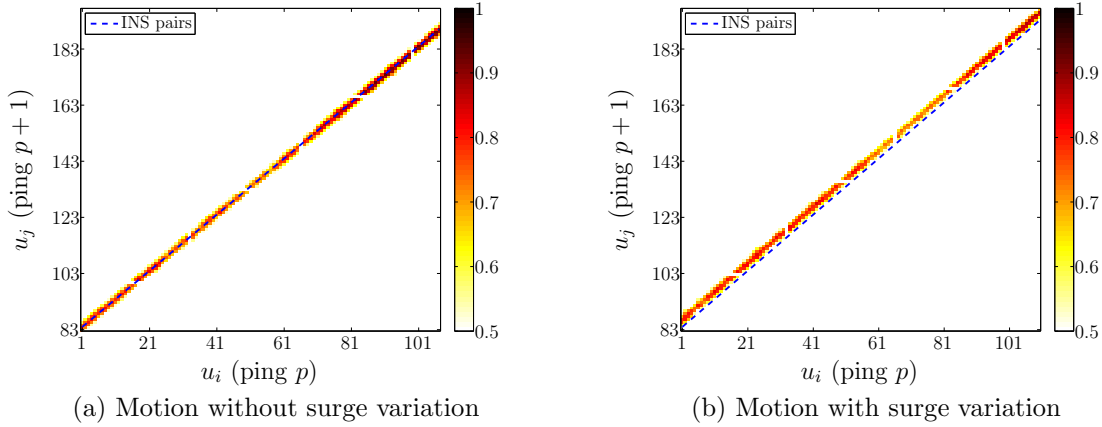 INS pairs
183
163
143
123
103
83
u_j (ping p + 1)
1 21 41 61 81 101
u_i (ping p)
1
0.9
0.8
0.7
0.6
0.5
(a) Motion without surge variation
INS pairs
183
163
143
123
103
83
u_j (ping p + 1)
1 21 41 61 81 101
u_i (ping p)
1
0.9
0.8
0.7
0.6
0.5
(b) Motion with surge variation